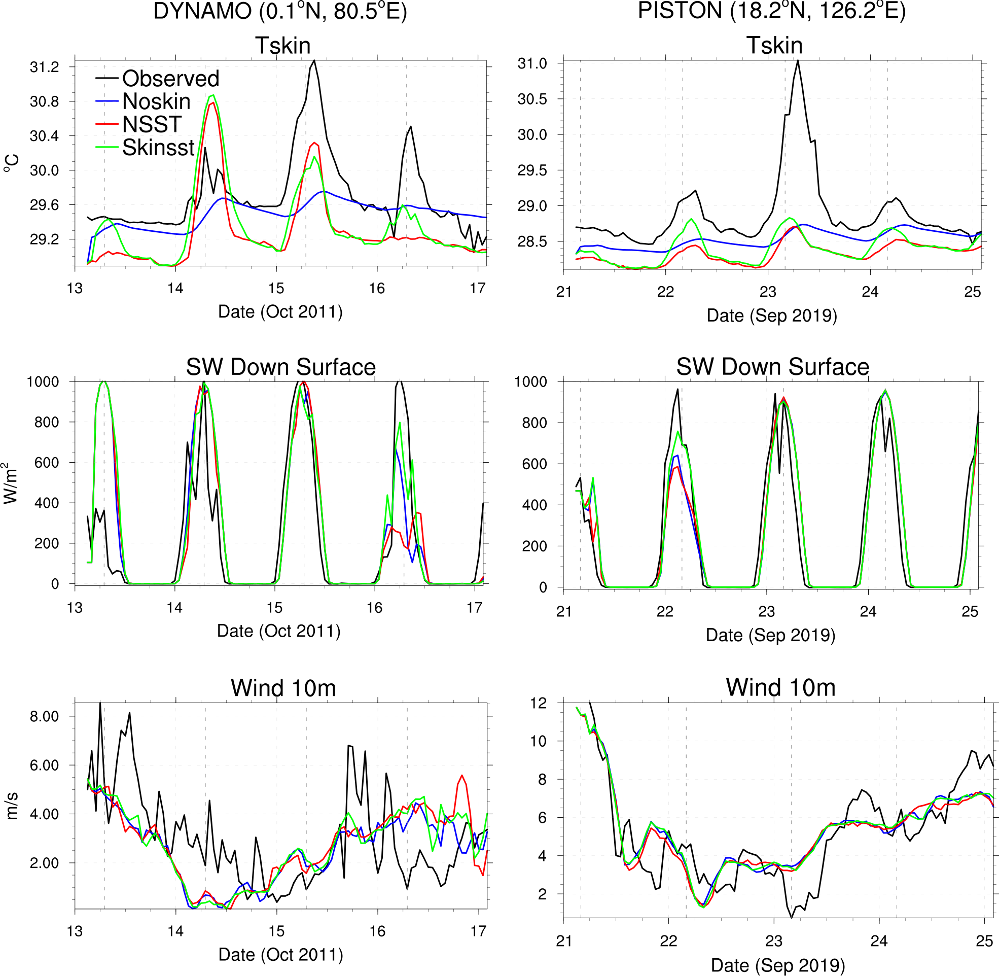 DYNAMO (0.1°N, 80.5°E)
PISTON (18.2°N, 126.2°E)
Tskin
31.2
30.8
30.4
30.0
29.6
29.2
°C
Observed
Noskin
NSST
Skinsst
13 14 15 16 17
Date (Oct 2011)
Tskin
31.0
30.5
30.0
29.5
29.0
28.5
21 22 23 24 25
Date (Sep 2019)
SW Down Surface
1000
800
600
400
200
0
W/m²
13 14 15 16 17
Date (Oct 2011)
SW Down Surface
1000
800
600
400
200
0
21 22 23 24 25
Date (Sep 2019)
Wind 10m
8.00
6.00
4.00
2.00
m/s
13 14 15 16 17
Date (Oct 2011)
Wind 10m
12
10
8
6
4
2
21 22 23 24 25
Date (Sep 2019)